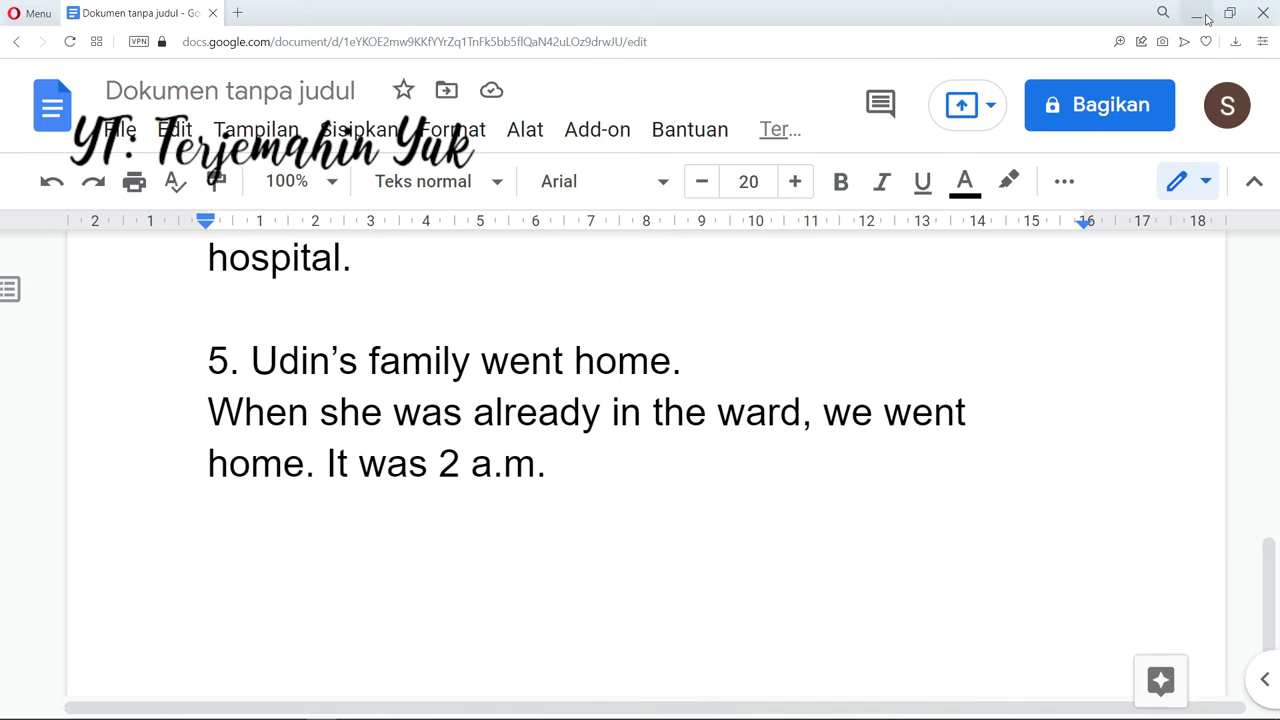 Menu
Dokumen tanpa judul - Go
VPN
docs.google.com/document/d/1eYKOE2mw9KKfYYrZq1TnFk5bb5flQaN42uLOz9drwJU/edit
Dokumen tanpa judul
Bagikan
S
File Edit Tampilan Sisipkan Format Alat Add-on Bantuan Ter...
YT: Terjemahin Yuk
100% Teks normal Arial 20 B I U A
2 1 1 2 3 4 5 6 7 8 9 10 11 12 13 14 15 16 17 18
hospital.
5. Udin’s family went home.
When she was already in the ward, we went
home. It was 2 a.m.